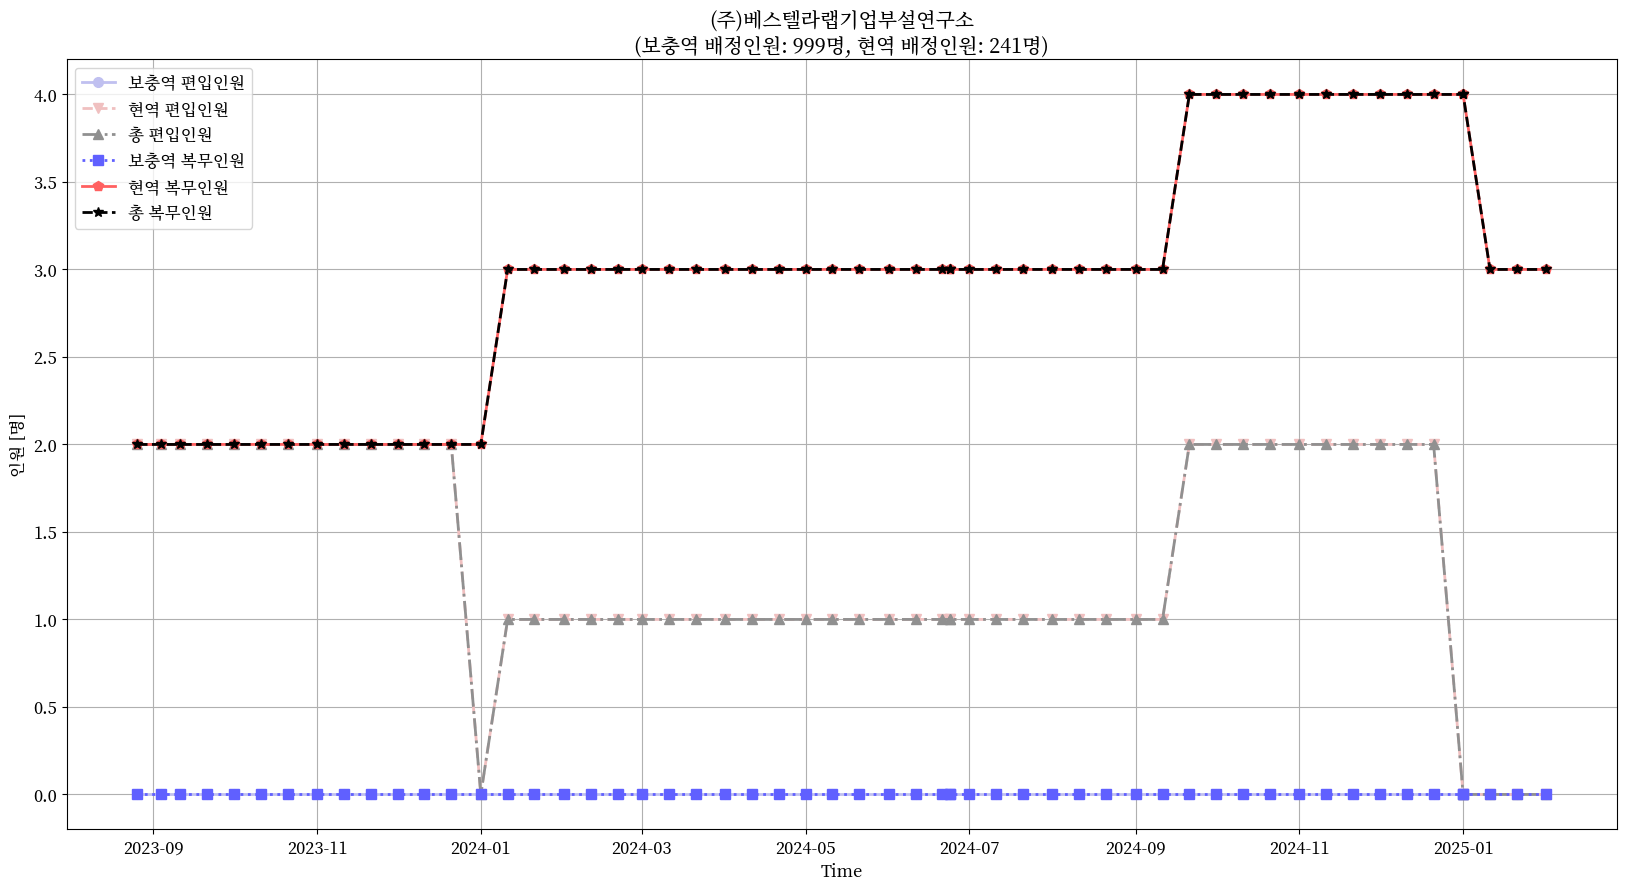 (주)베스텔라랩기업부설연구소
(보충역 배정인원: 999명, 현역 배정인원: 241명)
보충역 편입인원
현역 편입인원
총 편입인원
보충역 복무인원
현역 복무인원
총 복무인원
4.0
3.5
3.0
2.5
2.0
1.5
1.0
0.5
0.0
인원 [명]
2023-09
2023-11
2024-01
2024-03
2024-05
2024-07
2024-09
2024-11
2025-01
Time